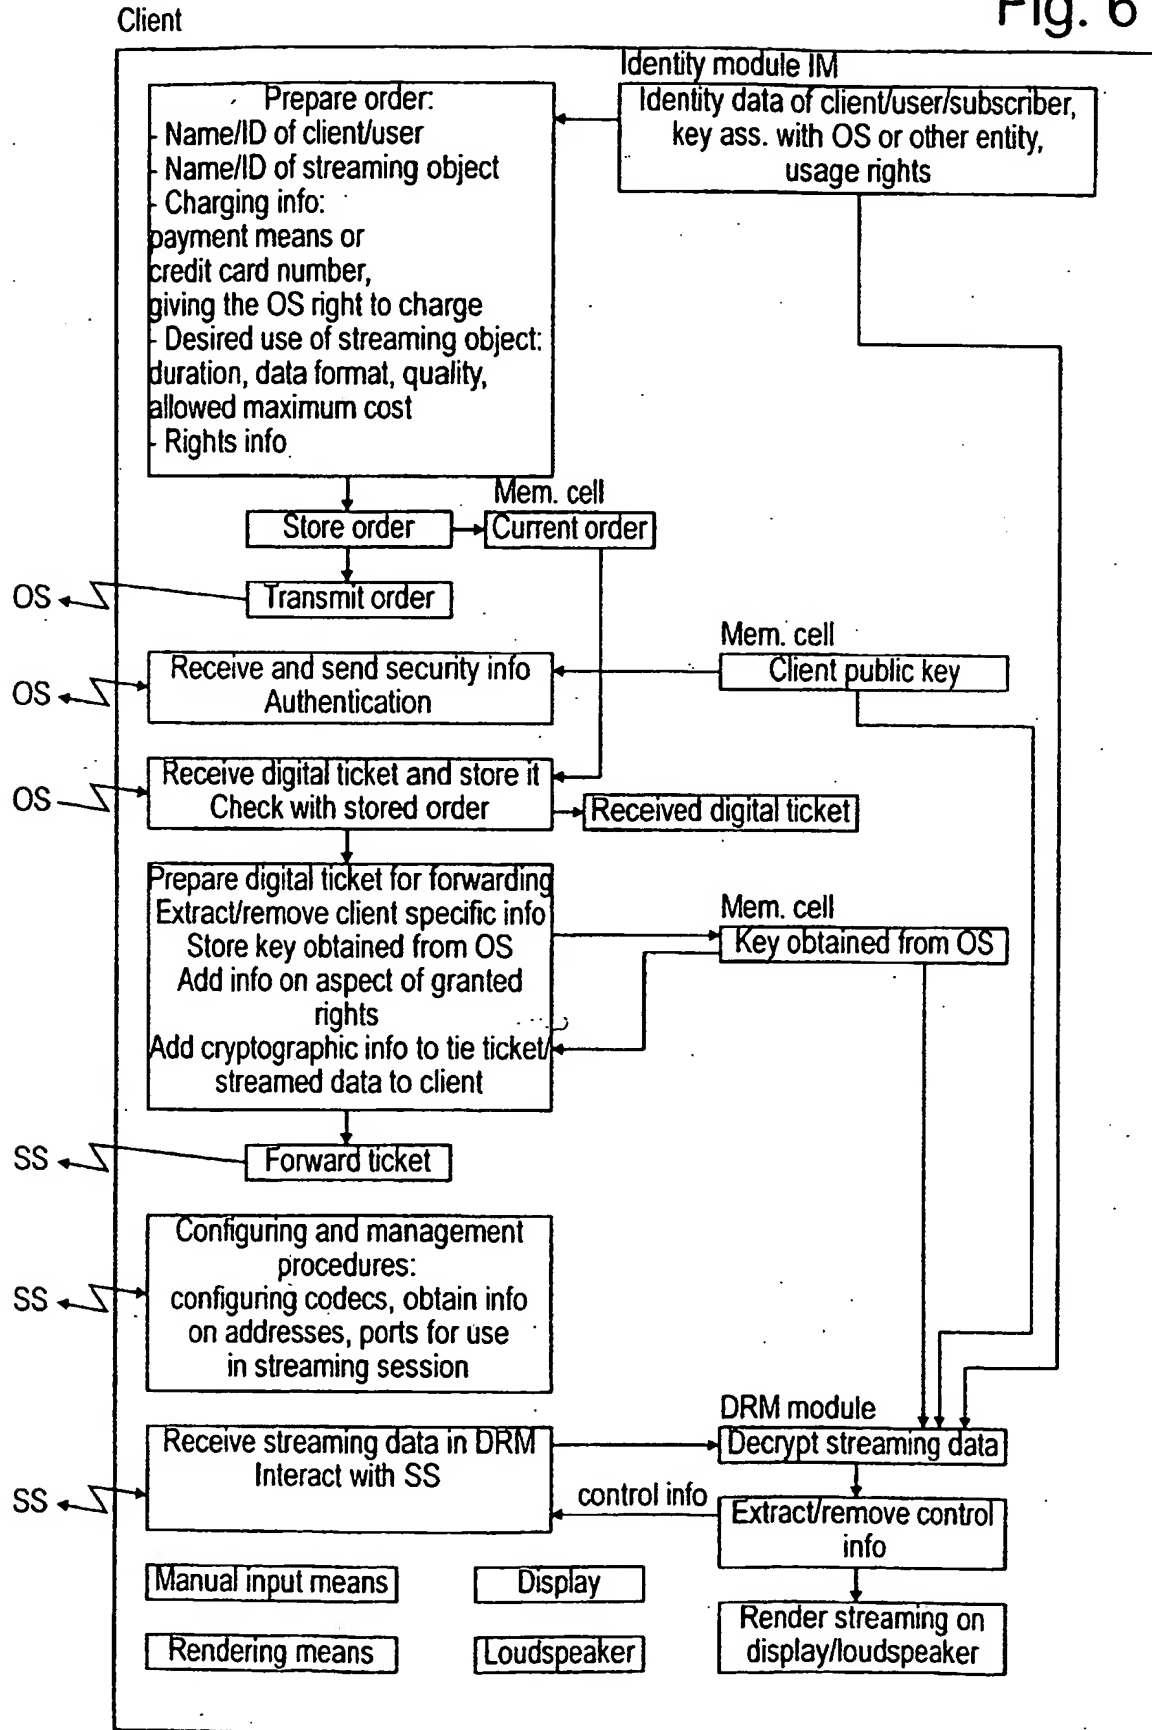 Fig. 6
Client
Prepare order:
- Name/ID of client/user
- Name/ID of streaming object
- Charging info:
payment means or
credit card number,
giving the OS right to charge
- Desired use of streaming object:
duration, data format, quality,
allowed maximum cost
- Rights info
Identity module IM
Identity data of client/user/subscriber,
key ass. with OS or other entity,
usage rights
Store order
Mem. cell
Current order
OS
Transmit order
OS
Receive and send security info
Authentication
Mem. cell
Client public key
OS
Receive digital ticket and store it
Check with stored order
Received digital ticket
Prepare digital ticket for forwarding
Extract/remove client specific info
Store key obtained from OS
Add info on aspect of granted
rights
Add cryptographic info to tie ticket/
streamed data to client
Mem. cell
Key obtained from OS
SS
Forward ticket
SS
Configuring and management
procedures:
configuring codecs, obtain info
on addresses, ports for use
in streaming session
SS
Receive streaming data in DRM
Interact with SS
DRM module
Decrypt streaming data
control info
Extract/remove control
info
Render streaming on
display/loudspeaker
Manual input means
Display
Rendering means
Loudspeaker